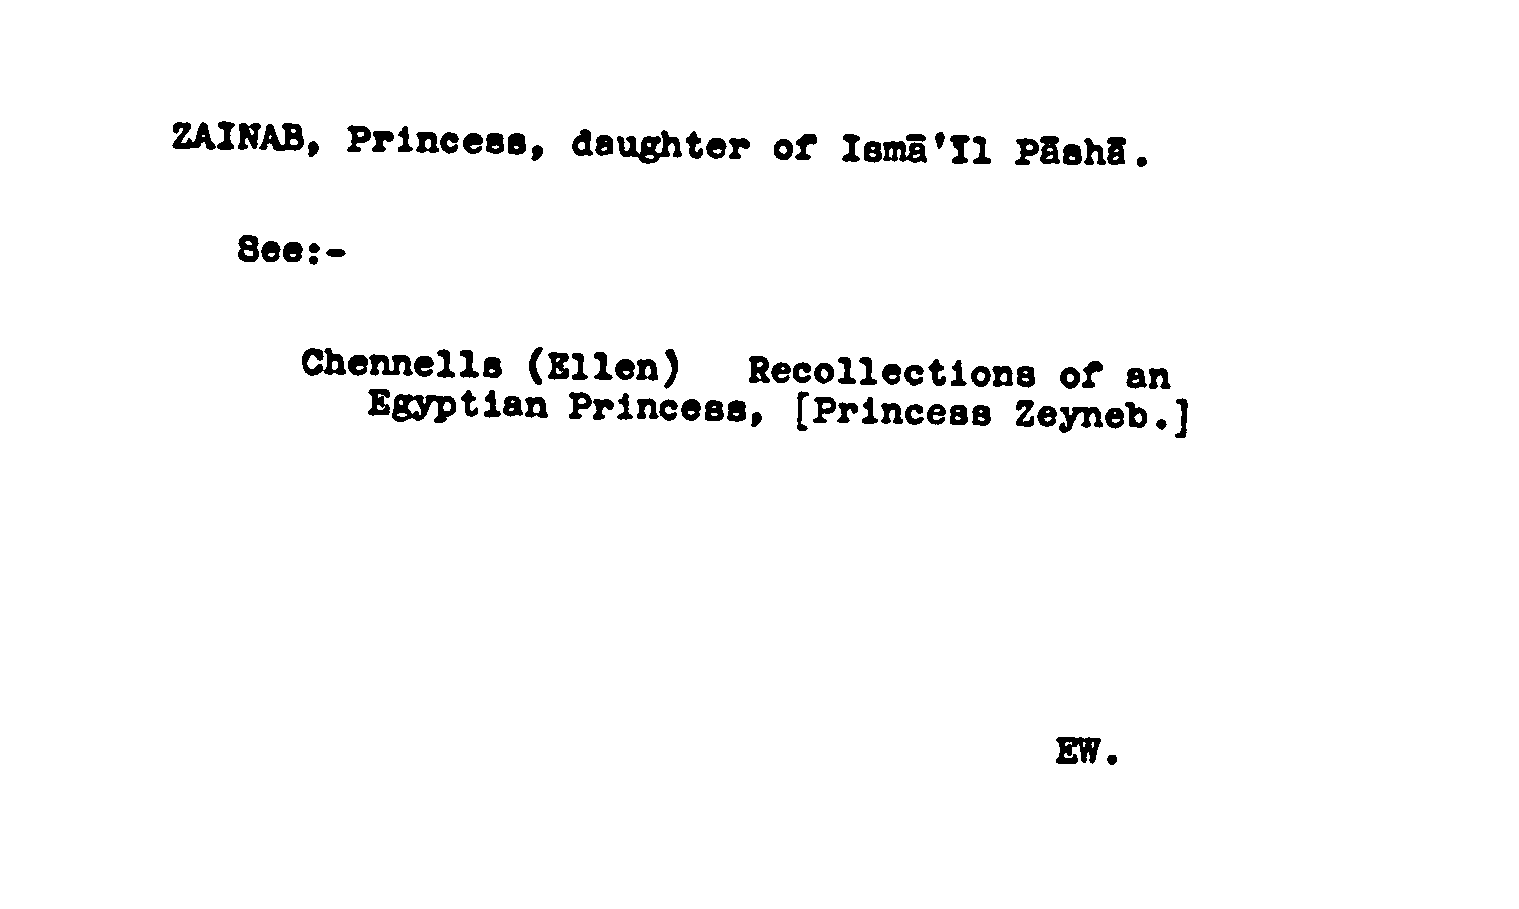 ZAINAB, Princess, daughter of Ismā'īl Pāshā.
See:-
Chennells (Ellen) Recollections of an
Egyptian Princess, [Princess Zeyneb.]
EW.